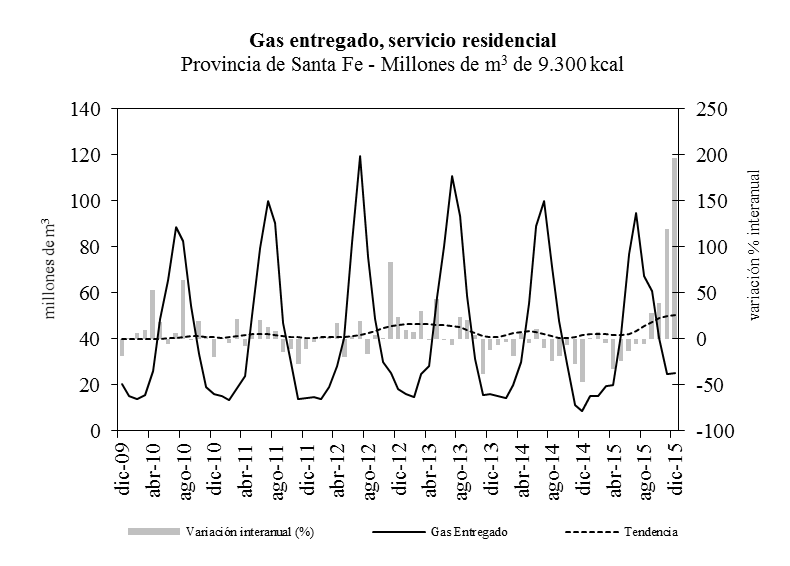 Gas entregado, servicio residencial
Provincia de Santa Fe - Millones de m³ de 9.300 kcal
millones de m³
140
120
100
80
60
40
20
0
250
200
150
100
50
0
-50
-100
variación % interanual
dic-09
abr-10
ago-10
dic-10
abr-11
ago-11
dic-11
abr-12
ago-12
dic-12
abr-13
ago-13
dic-13
abr-14
ago-14
dic-14
abr-15
ago-15
dic-15
Variación interanual (%)
Gas Entregado
Tendencia